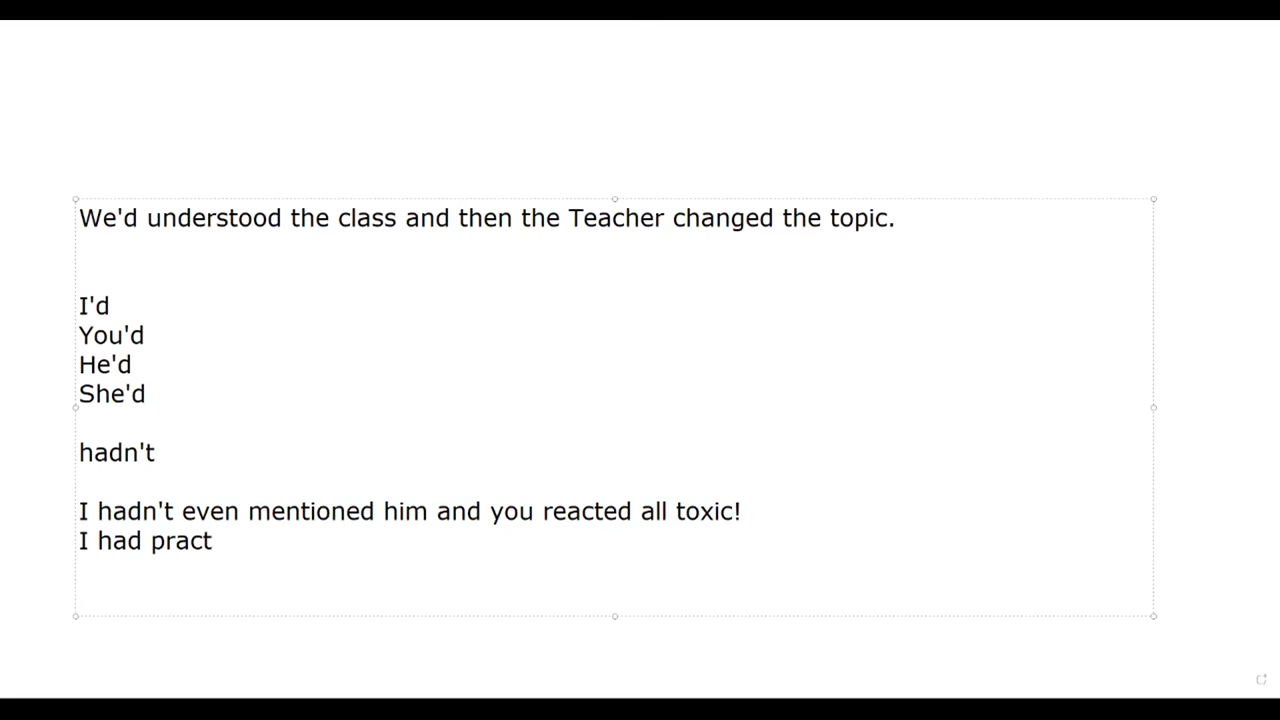 We'd understood the class and then the Teacher changed the topic.
I'd
You'd
He'd
She'd
hadn't
I hadn't even mentioned him and you reacted all toxic!
I had pract